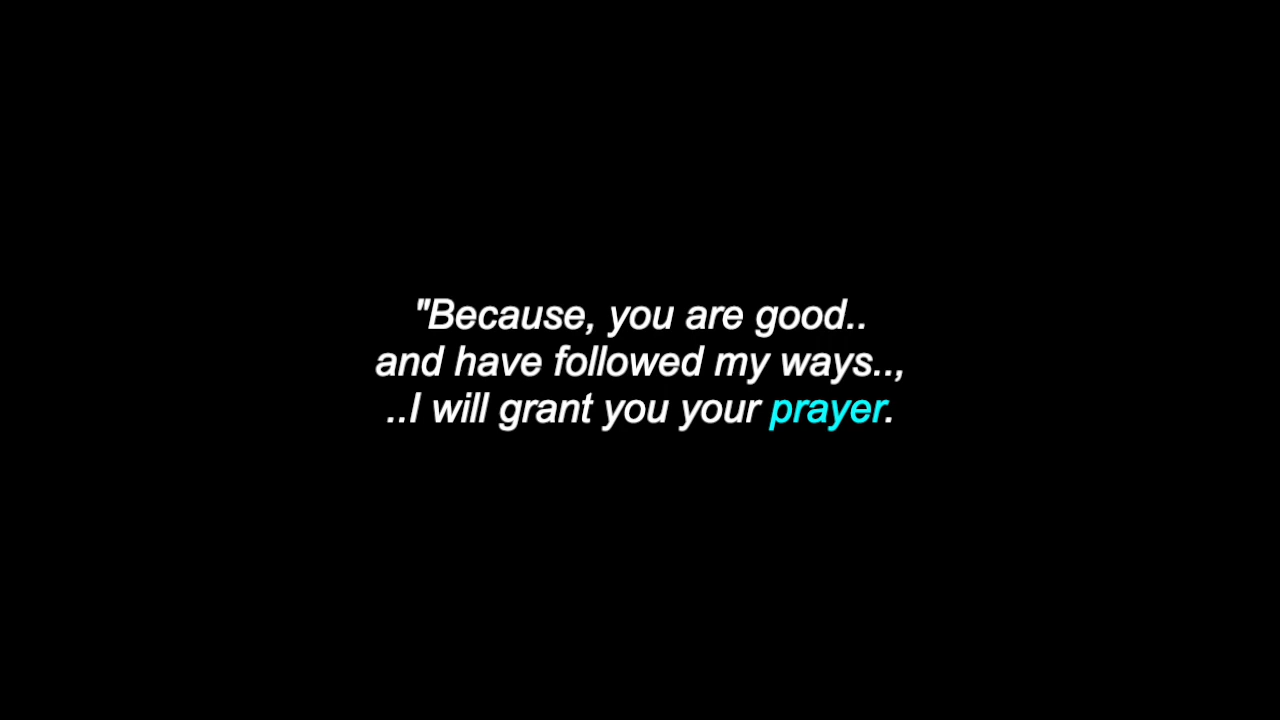 "Because, you are good..
and have followed my ways..,
..I will grant you your prayer.